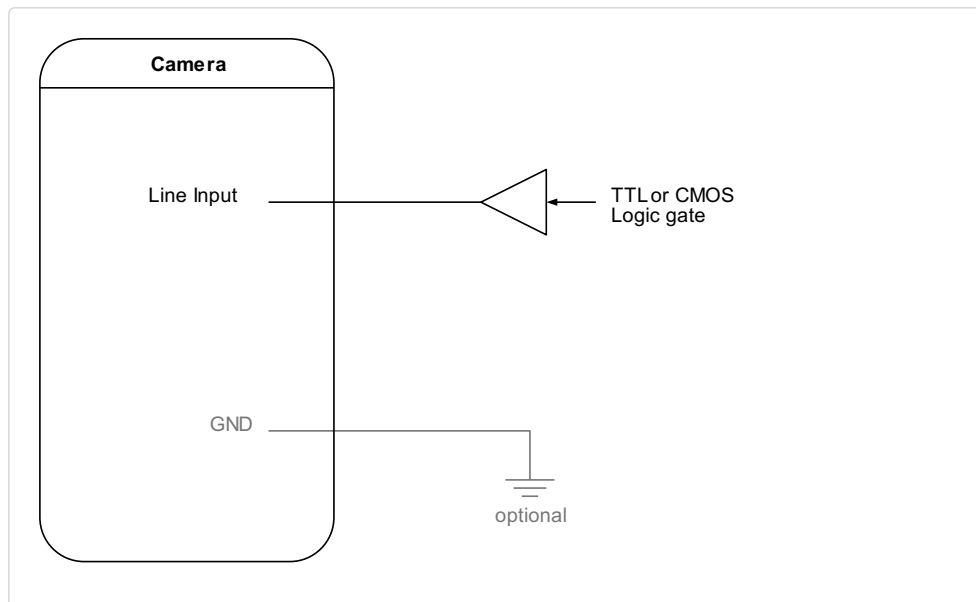 Camera
Line Input
TTL or CMOS
Logic gate
GND
optional